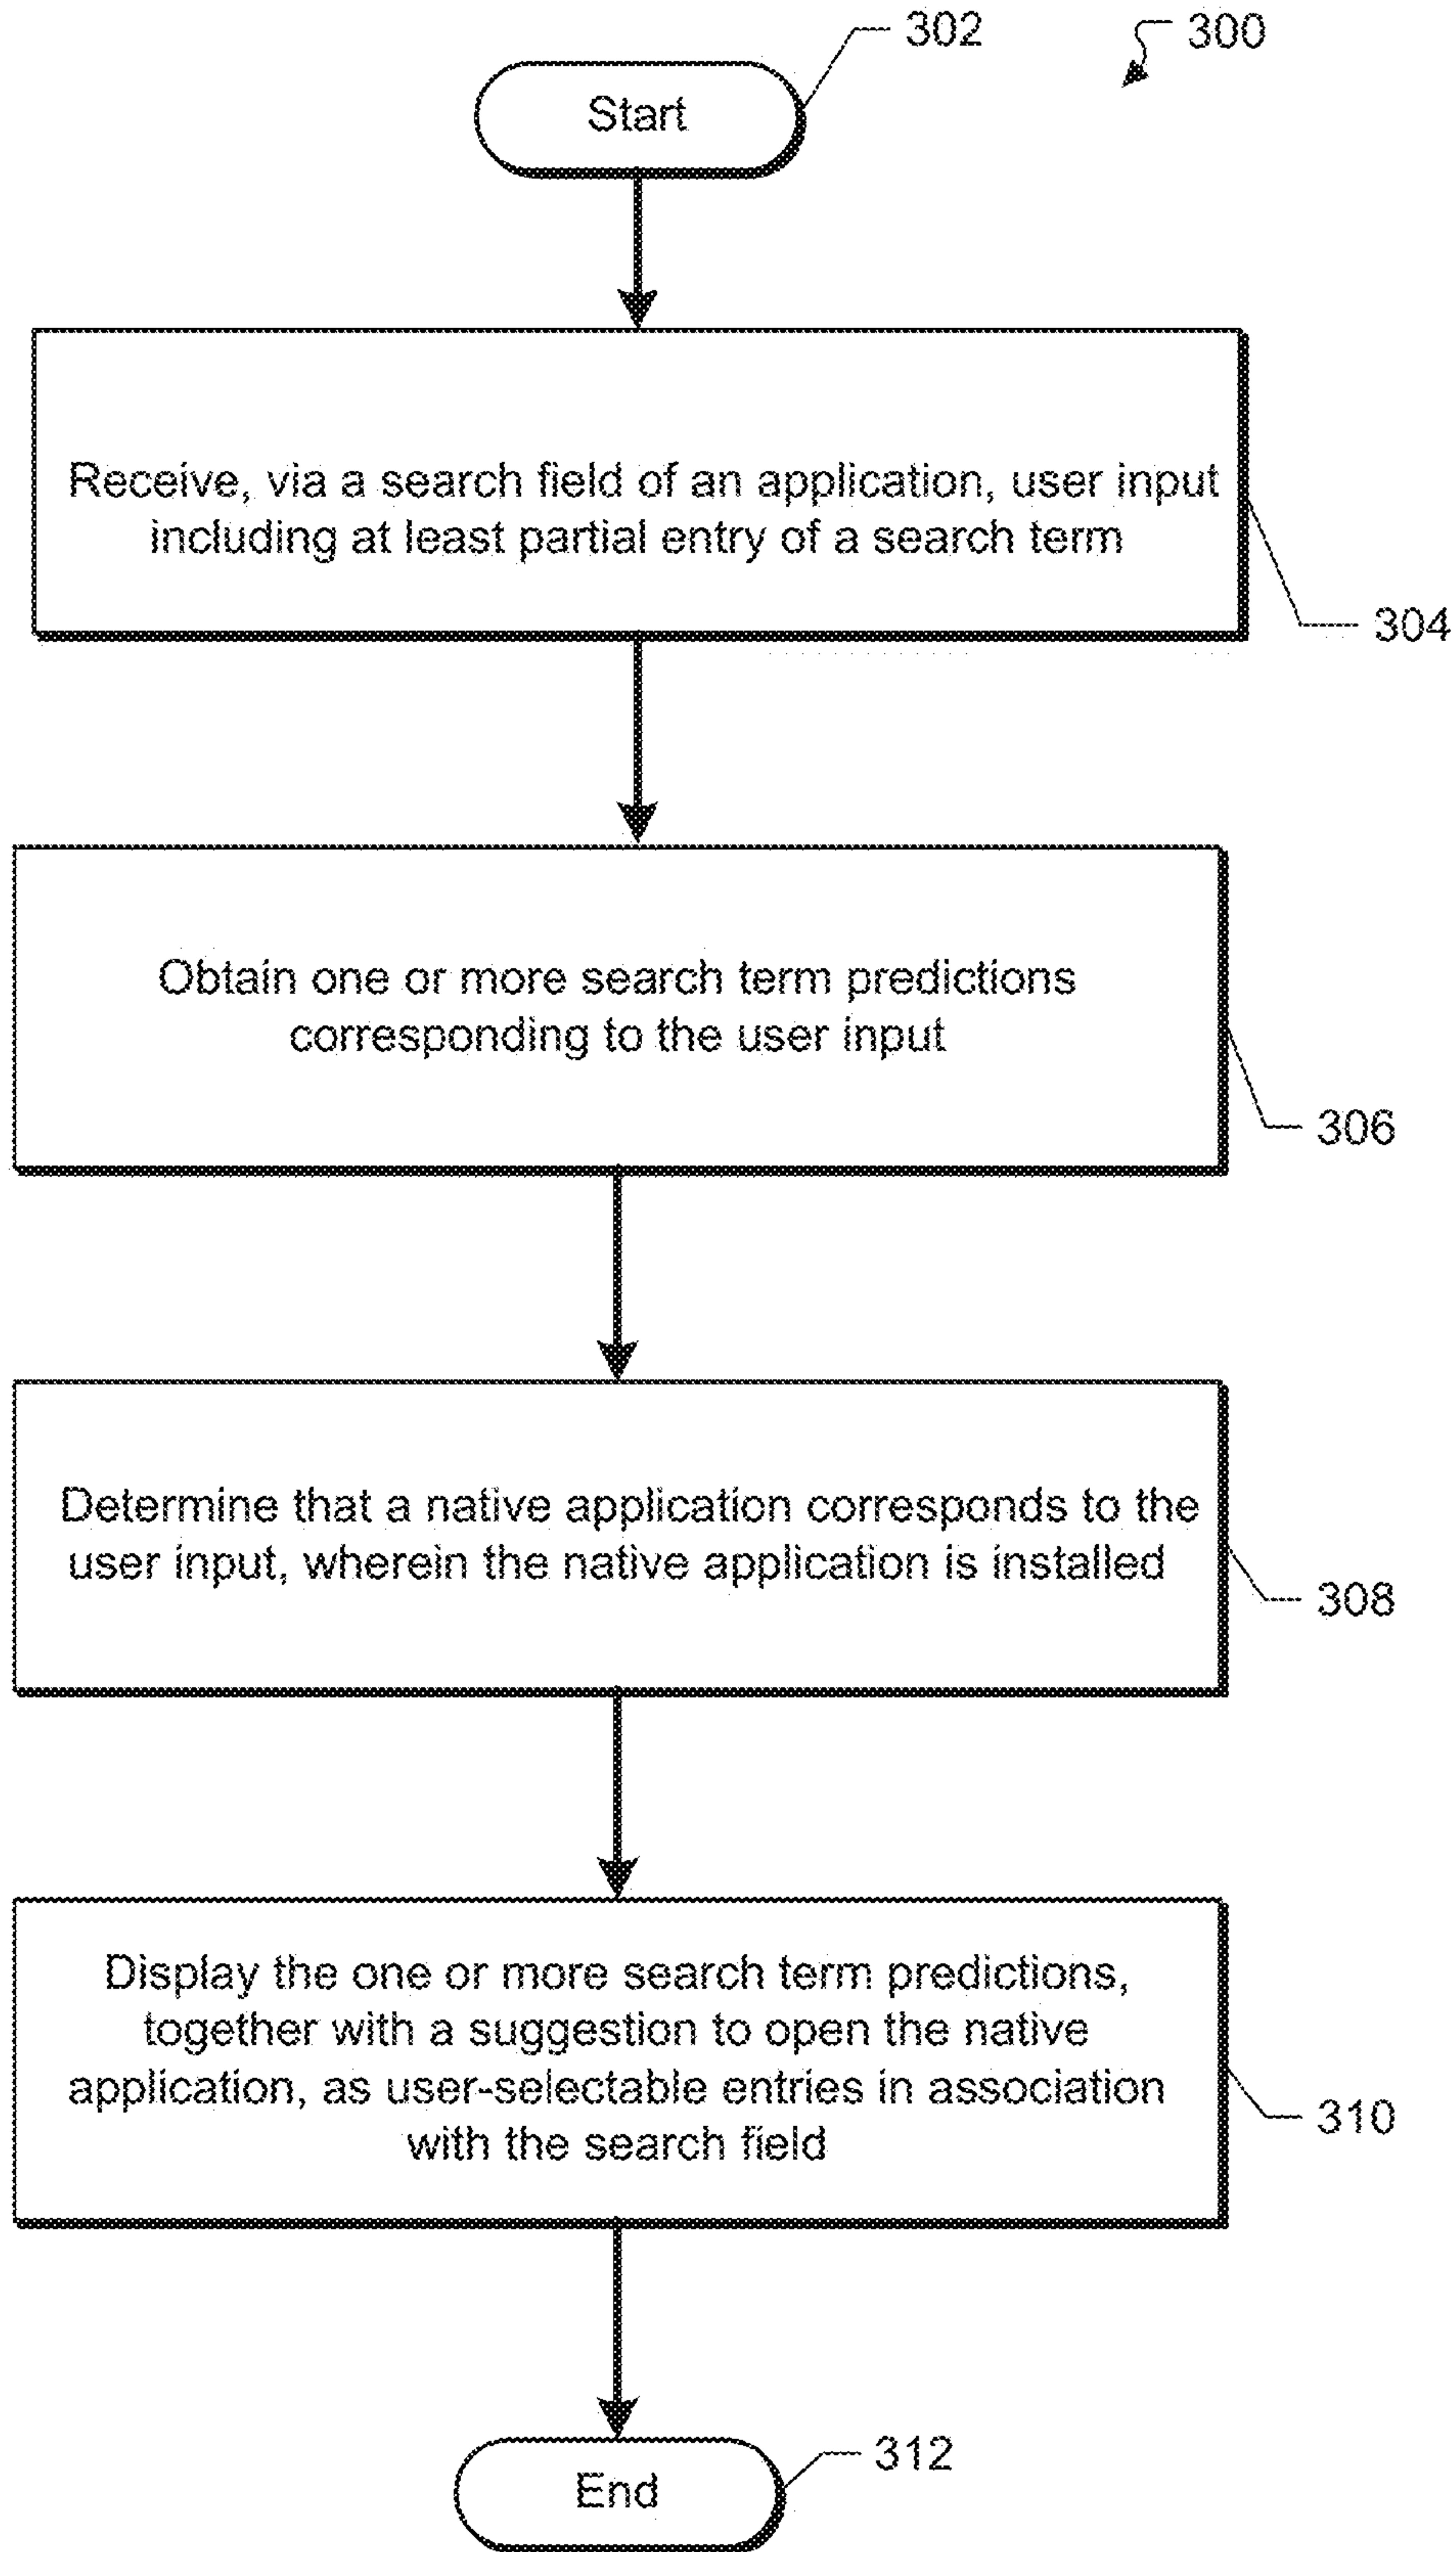 302
300
Start
Receive, via a search field of an application, user input
including at least partial entry of a search term
304
Obtain one or more search term predictions
corresponding to the user input
306
Determine that a native application corresponds to the
user input, wherein the native application is installed
308
Display the one or more search term predictions,
together with a suggestion to open the native
application, as user-selectable entries in association
with the search field
310
312
End